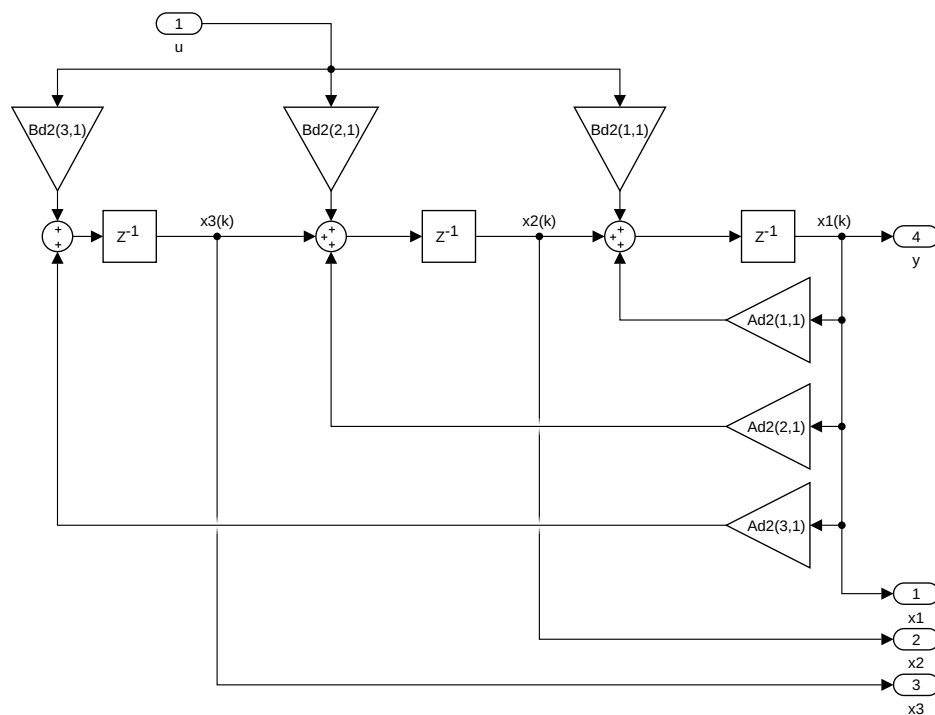 1
u
Bd2(3,1)
Bd2(2,1)
Bd2(1,1)
+
+
Z-1
x3(k)
+
+
+
Z-1
x2(k)
+
+
+
Z-1
x1(k)
4
y
Ad2(1,1)
Ad2(2,1)
Ad2(3,1)
1
x1
2
x2
3
x3